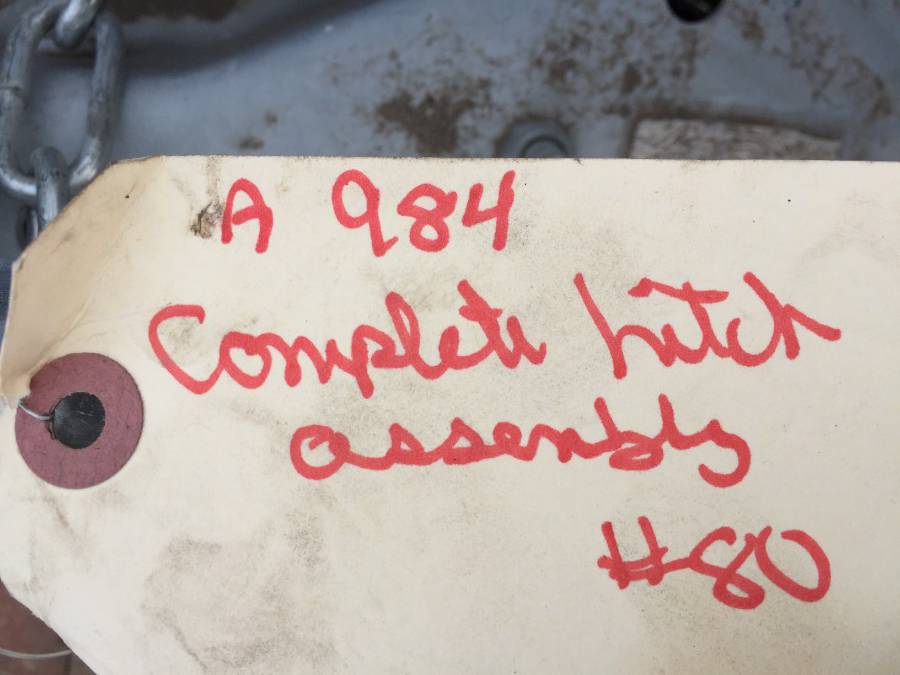 A 984
Complete hitch
assembly
#80